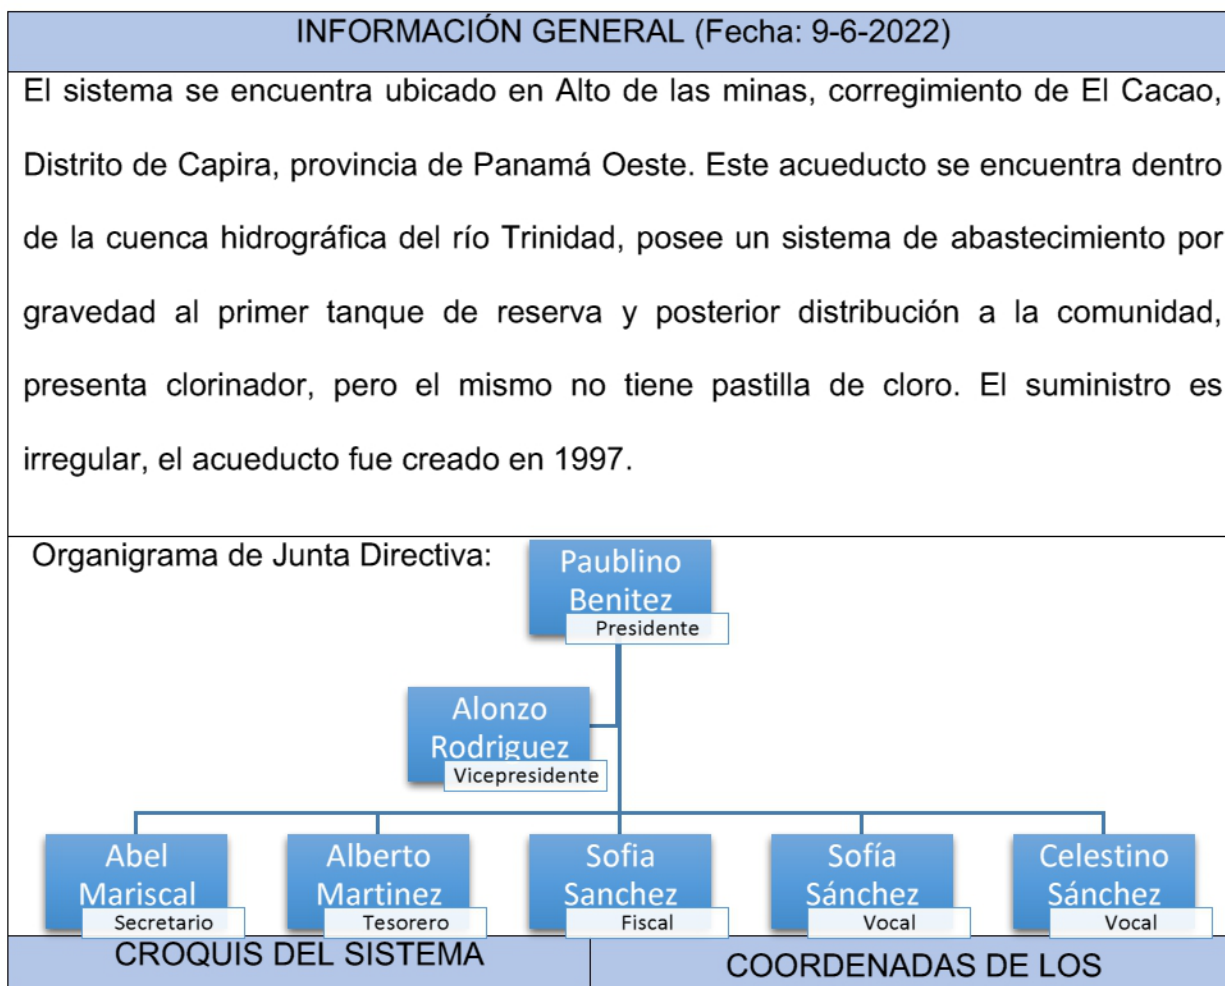 INFORMACIÓN GENERAL (Fecha: 9-6-2022)
El sistema se encuentra ubicado en Alto de las minas, corregimiento de El Cacao,
Distrito de Capira, provincia de Panamá Oeste. Este acueducto se encuentra dentro
de la cuenca hidrográfica del río Trinidad, posee un sistema de abastecimiento por
gravedad al primer tanque de reserva y posterior distribución a la comunidad,
presenta clorinador, pero el mismo no tiene pastilla de cloro. El suministro es
irregular, el acueducto fue creado en 1997.
Organigrama de Junta Directiva:
Paublino
Benitez
Presidente
Alonzo
Rodriguez
Vicepresidente
Abel
Mariscal
Secretario
Alberto
Martinez
Tesorero
Sofia
Sanchez
Fiscal
Sofía
Sánchez
Vocal
Celestino
Sánchez
Vocal
CROQUIS DEL SISTEMA
COORDENADAS DE LOS